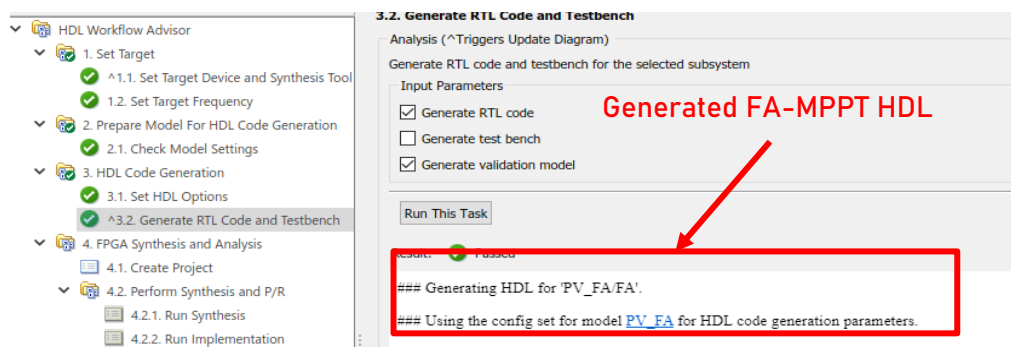 HDL Workflow Advisor
1. Set Target
^1.1. Set Target Device and Synthesis Tool
1.2. Set Target Frequency
2. Prepare Model For HDL Code Generation
2.1. Check Model Settings
3. HDL Code Generation
3.1. Set HDL Options
^3.2. Generate RTL Code and Testbench
4. FPGA Synthesis and Analysis
4.1. Create Project
4.2. Perform Synthesis and P/R
4.2.1. Run Synthesis
4.2.2. Run Implementation
3.2. Generate RTL Code and Testbench
Analysis (^Triggers Update Diagram)
Generate RTL code and testbench for the selected subsystem
Input Parameters
Generate RTL code
Generate test bench
Generate validation model
Generated FA-MPPT HDL
Run This Task
Result: Passed
### Generating HDL for 'PV_FA/FA'.
### Using the config set for model PV_FA for HDL code generation parameters.